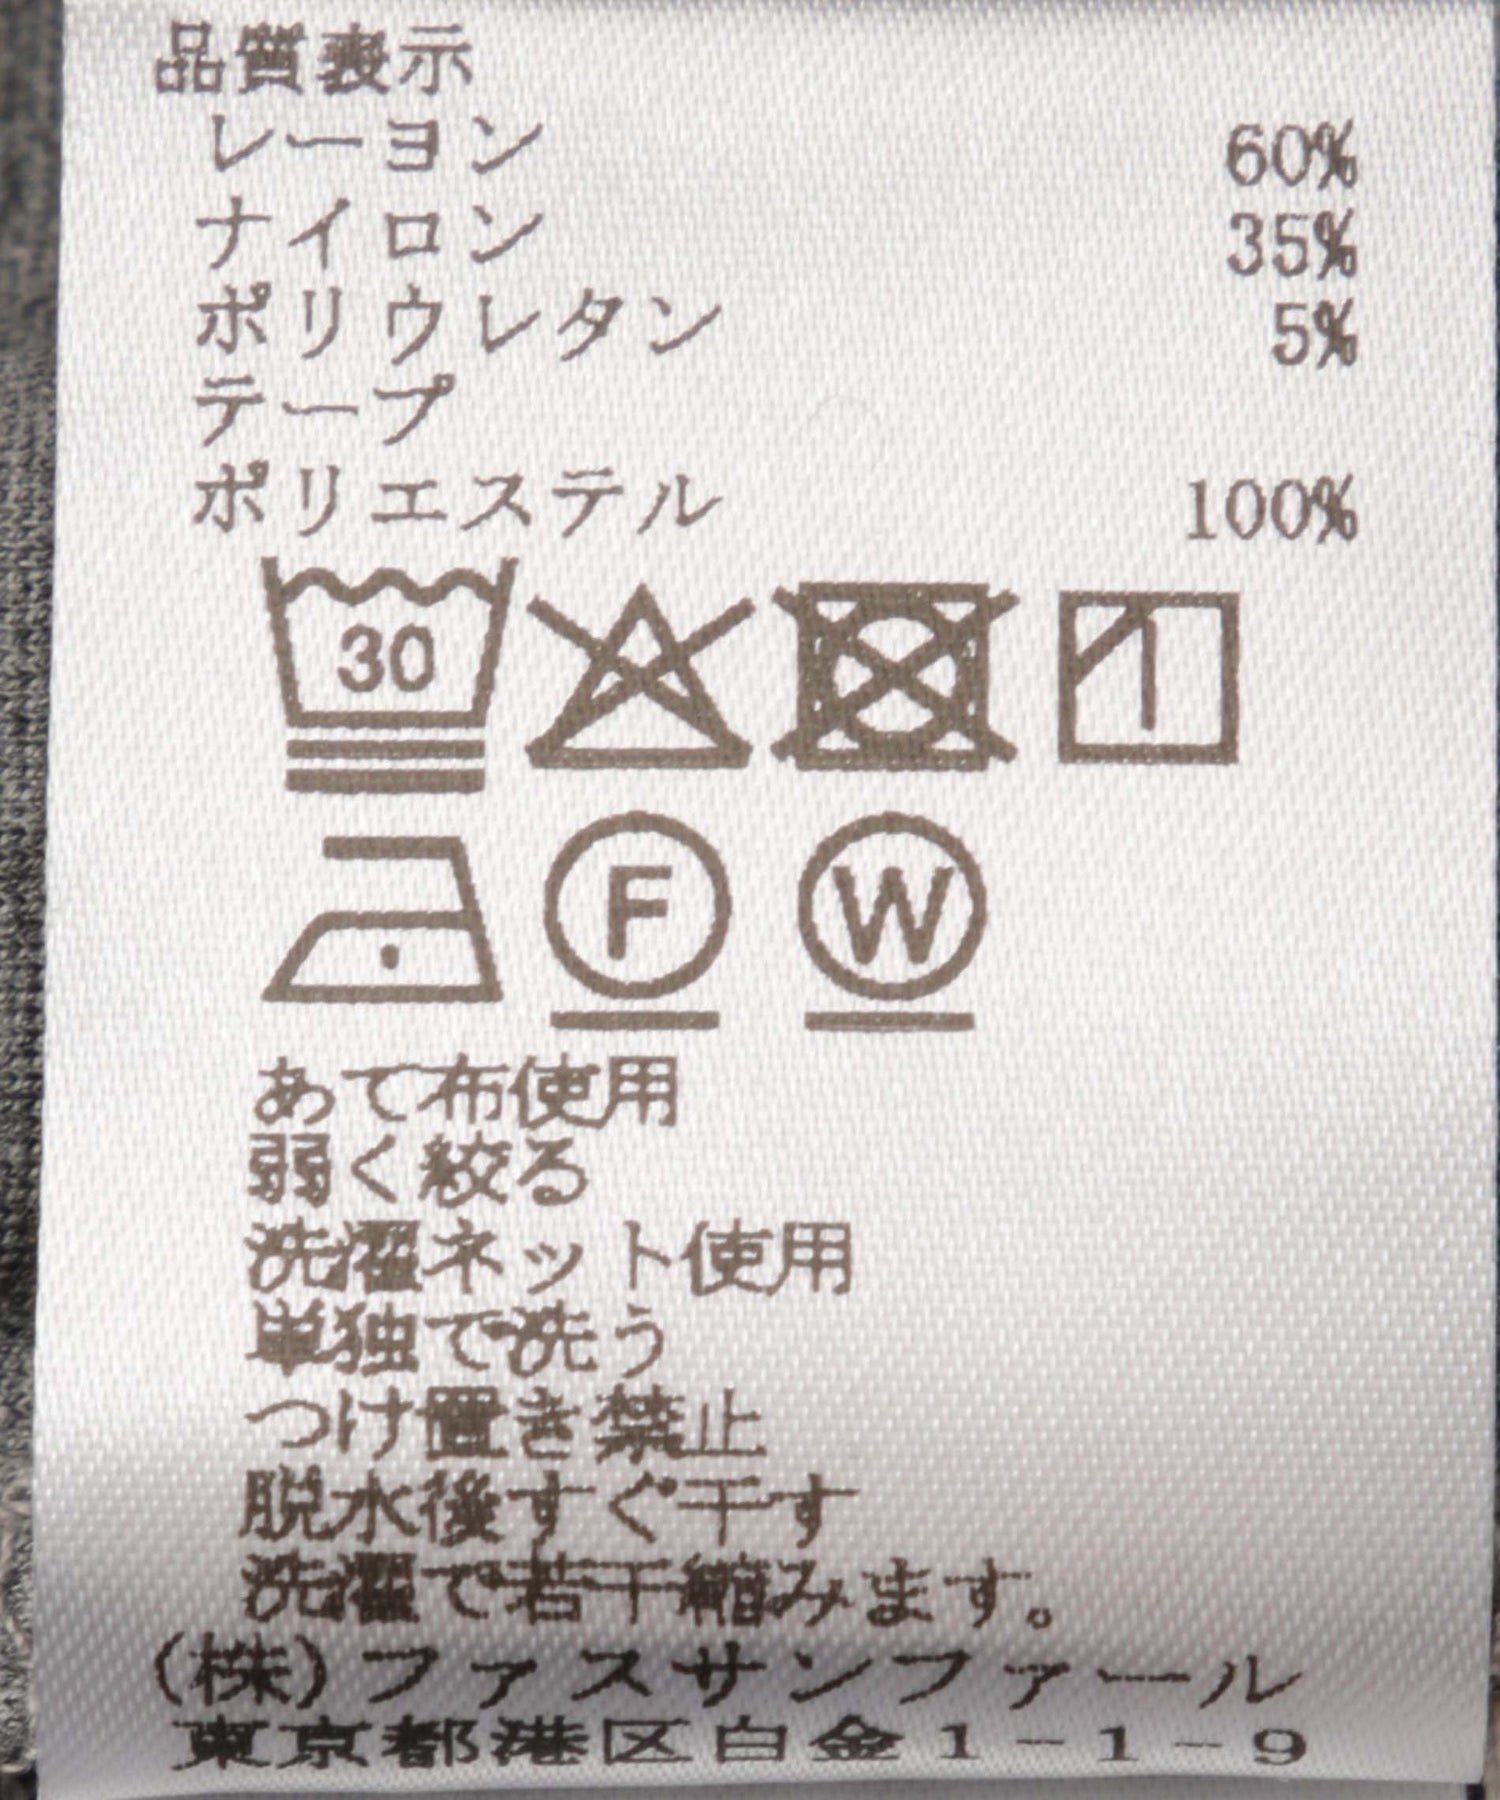 品質表示
レーヨン 60%
ナイロン 35%
ポリウレタン 5%
テープ
ポリエステル 100%
30
F W
あて布使用
弱く絞る
洗濯ネット使用
単独で洗う
つけ置き禁止
脱水後すぐ干す
洗濯で若干縮みます。
(株)ファスサンファール
東京都港区白金1-1-9